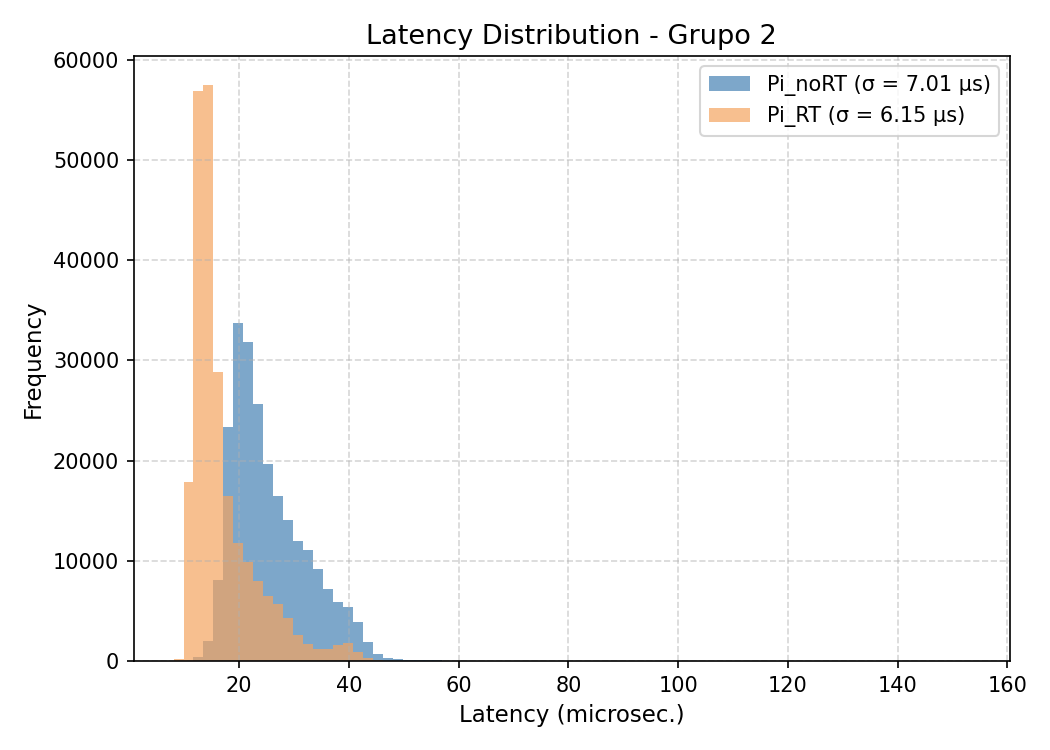 Latency Distribution - Grupo 2
Pi_noRT (σ = 7.01 µs)
Pi_RT (σ = 6.15 µs)
Frequency
60000
50000
40000
30000
20000
10000
0
20 40 60 80 100 120 140 160
Latency (microsec.)